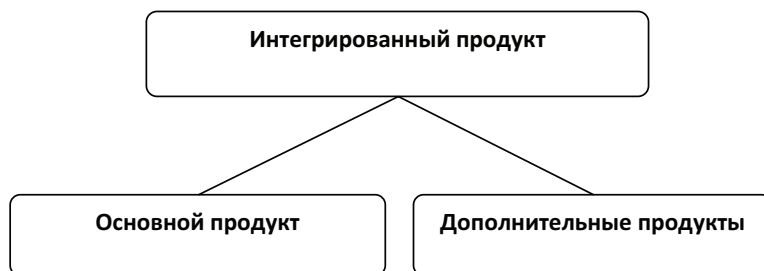 Интегрированный продукт
Основной продукт
Дополнительные продукты